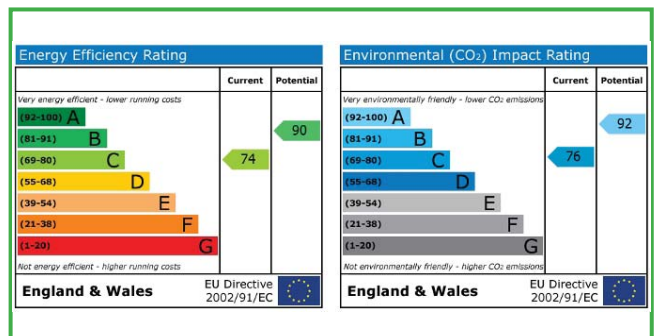 Energy Efficiency Rating
Current Potential
Very energy efficient - lower running costs
(92-100) A
(81-91) B
(69-80) C
(55-68) D
(39-54) E
(21-38) F
(1-20) G
90
74
Not energy efficient - higher running costs
England & Wales
EU Directive
2002/91/EC
Environmental (CO₂) Impact Rating
Current Potential
Very environmentally friendly - lower CO₂ emissions
(92-100) A
(81-91) B
(69-80) C
(55-68) D
(39-54) E
(21-38) F
(1-20) G
92
76
Not environmentally friendly - higher CO₂ emissions
England & Wales
EU Directive
2002/91/EC